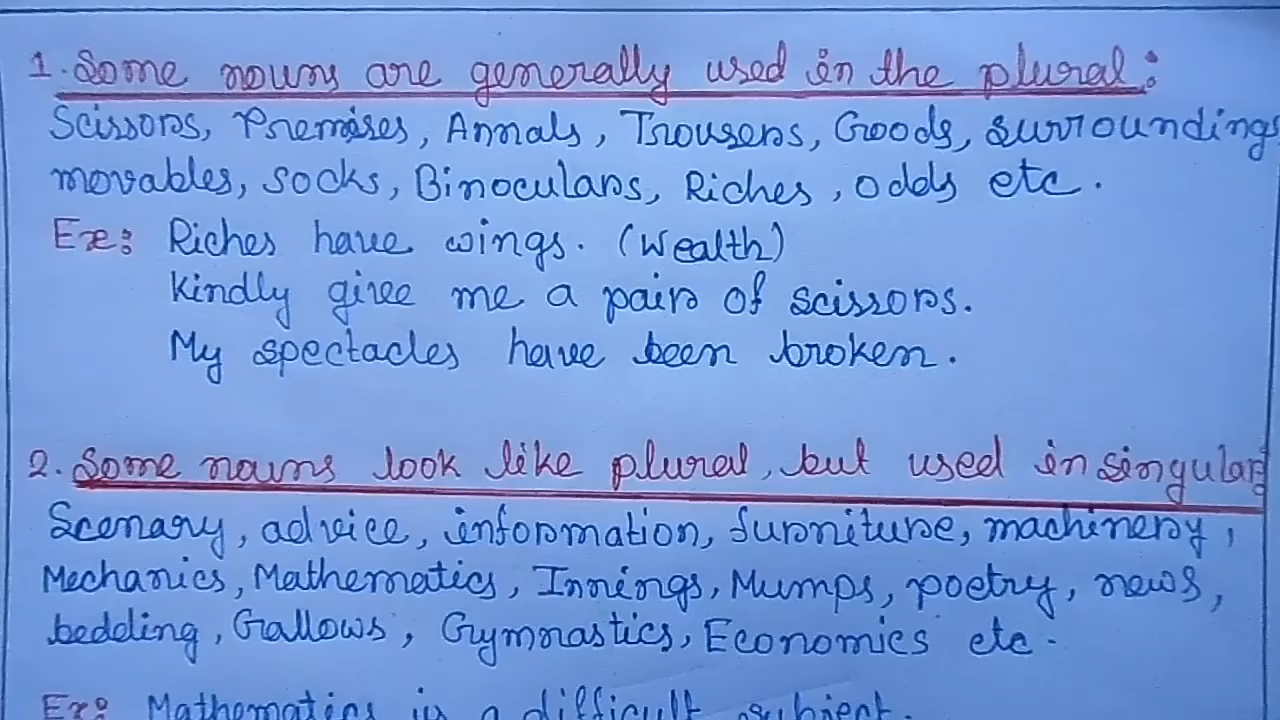 1. Some nouns are generally used in the plural:
Scissors, Premises, Annals, Trousers, Goods, surroundings
movables, socks, Binoculars, Riches, odds etc.
Ex: Riches have wings. (Wealth)
Kindly give me a pair of scissors.
My spectacles have been broken.
2. Some nouns look like plural, but used in singular
Scenary, advice, information, furniture, machinery,
Mechanics, Mathematics, Innings, Mumps, poetry, news,
bedding, Gallows, Gymnastics, Economics etc.
Ex: Mathematics is a difficult subject.